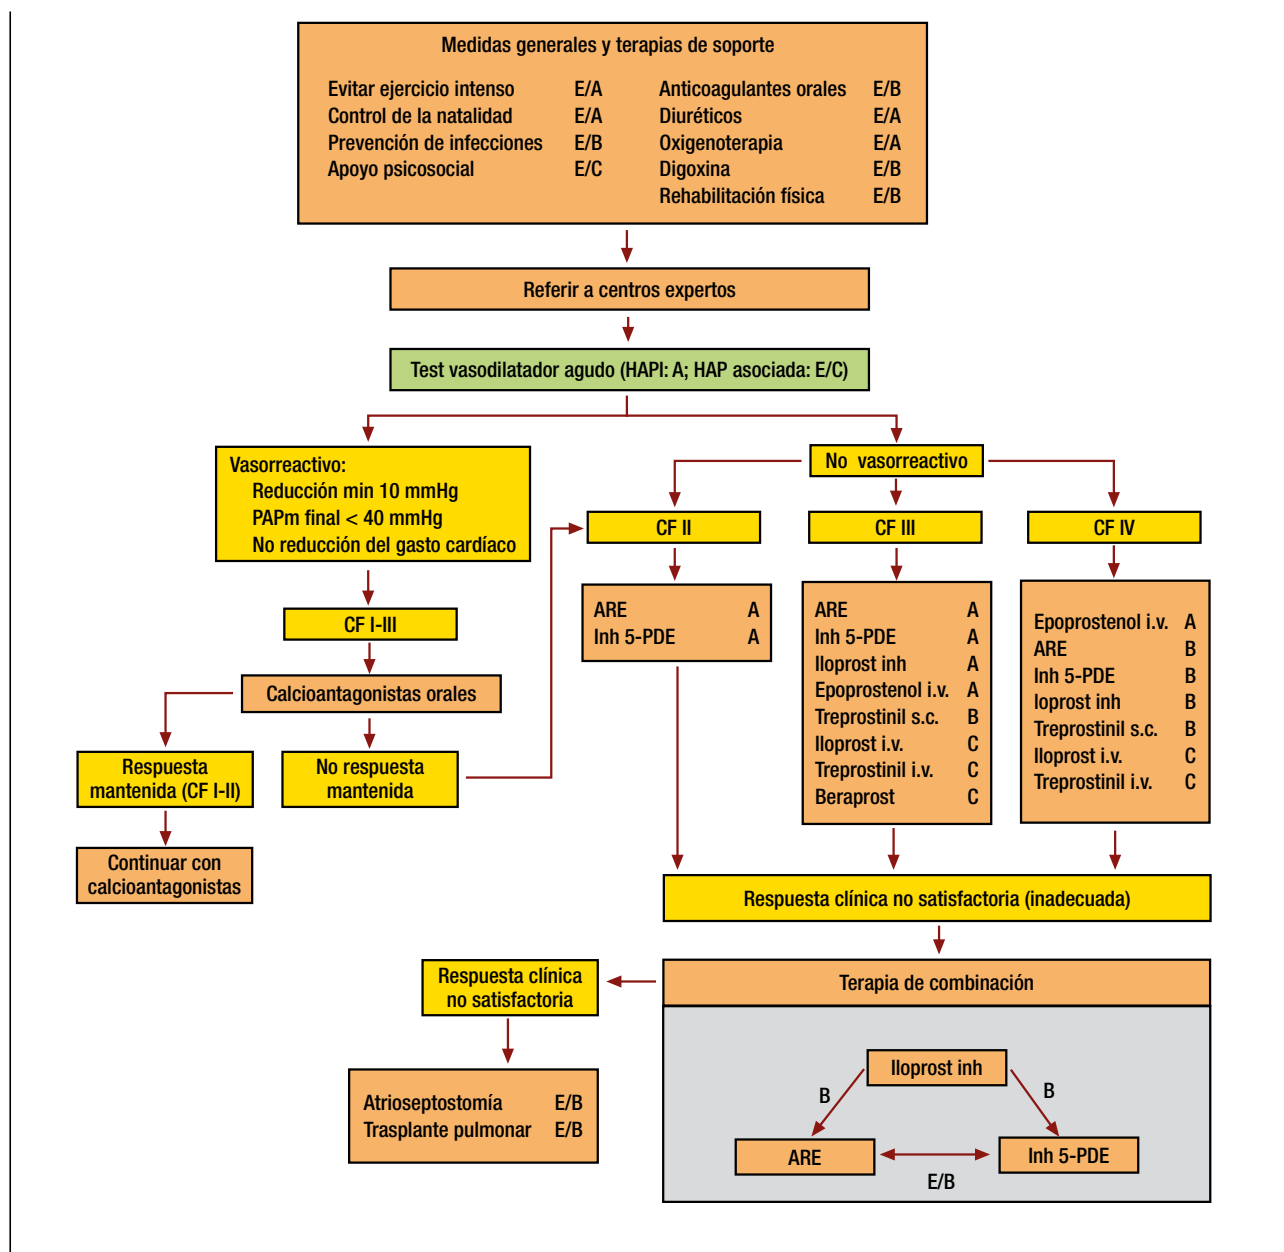 Medidas generales y terapias de soporte
Evitar ejercicio intenso E/A
Control de la natalidad E/A
Prevención de infecciones E/B
Apoyo psicosocial E/C
Anticoagulantes orales E/B
Diuréticos E/A
Oxigenoterapia E/A
Digoxina E/B
Rehabilitación física E/B
Referir a centros expertos
Test vasodilatador agudo (HAPI: A; HAP asociada: E/C)
Vasorreactivo:
Reducción min 10 mmHg
PAPm final < 40 mmHg
No reducción del gasto cardíaco
CF I-III
Calcioantagonistas orales
Respuesta
mantenida (CF I-II)
No respuesta
mantenida
Continuar con
calcioantagonistas
No vasorreactivo
CF II
CF III
CF IV
ARE A
Inh 5-PDE A
ARE A
Inh 5-PDE A
Iloprost inh A
Epoprostenol i.v. A
Treprostinil s.c. B
Iloprost i.v. C
Treprostinil i.v. C
Beraprost C
Epoprostenol i.v. A
ARE B
Inh 5-PDE B
Ioprost inh B
Treprostinil s.c. B
Iloprost i.v. C
Treprostinil i.v. C
Respuesta clínica no satisfactoria (inadecuada)
Terapia de combinación
Respuesta clínica
no satisfactoria
Atrioseptostomía E/B
Trasplante pulmonar E/B
Iloprost inh
B
B
ARE
Inh 5-PDE
E/B